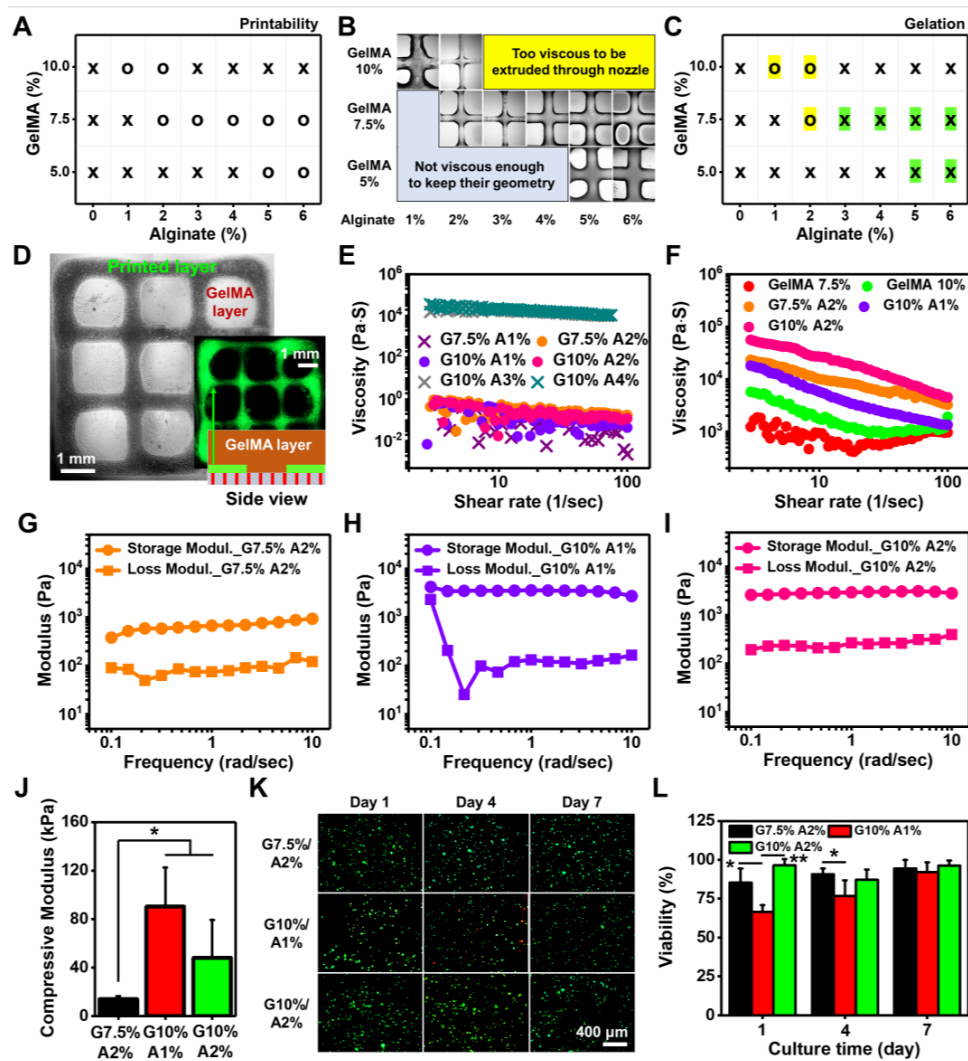 A
Printability
GelMA (%)
10.0 X O O X X X X
7.5 X X O O O O O
5.0 X X X X X O O
0 1 2 3 4 5 6
Alginate (%)
B
GelMA
10%
Too viscous to be
extruded through nozzle
GelMA
7.5%
GelMA
5%
Not viscous enough
to keep their geometry
Alginate 1% 2% 3% 4% 5% 6%
C
Gelation
GelMA (%)
10.0 X O O X X X X
7.5 X X O X X X X
5.0 X X X X X X X
0 1 2 3 4 5 6
Alginate (%)
D
Printed layer
GelMA
layer
1 mm
1 mm
GelMA layer
Side view
E
Viscosity (Pa·S)
10⁶
10⁴
10²
10⁰
10⁻²
G7.5% A1% G7.5% A2%
G10% A1% G10% A2%
G10% A3% G10% A4%
10 100
Shear rate (1/sec)
F
Viscosity (Pa·S)
10⁶
10⁵
10⁴
10³
GelMA 7.5% GelMA 10%
G7.5% A2% G10% A1%
G10% A2%
10 100
Shear rate (1/sec)
G
Modulus (Pa)
10⁴
10³
10²
10¹
Storage Modul._G7.5% A2%
Loss Modul._G7.5% A2%
0.1 1 10
Frequency (rad/sec)
H
Modulus (Pa)
10⁴
10³
10²
10¹
Storage Modul._G10% A1%
Loss Modul._G10% A1%
0.1 1 10
Frequency (rad/sec)
I
Modulus (Pa)
10⁴
10³
10²
10¹
Storage Modul._G10% A2%
Loss Modul._G10% A2%
0.1 1 10
Frequency (rad/sec)
J
Compressive Modulus (kPa)
160
120
80
40
0
*
G7.5% G10% G10%
A2% A1% A2%
K
Day 1 Day 4 Day 7
G7.5%/
A2%
G10%/
A1%
G10%/
A2%
400 μm
L
Viability (%)
125
100
75
50
25
0
G7.5% A2% G10% A1%
G10% A2%
* ** *
1 4 7
Culture time (day)